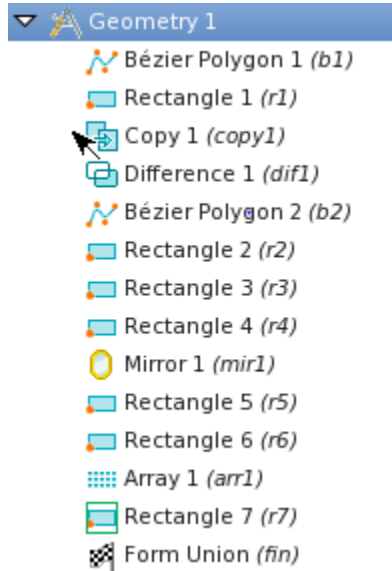 Geometry 1
Bézier Polygon 1 (b1)
Rectangle 1 (r1)
Copy 1 (copy1)
Difference 1 (dif1)
Bézier Polygon 2 (b2)
Rectangle 2 (r2)
Rectangle 3 (r3)
Rectangle 4 (r4)
Mirror 1 (mir1)
Rectangle 5 (r5)
Rectangle 6 (r6)
Array 1 (arr1)
Rectangle 7 (r7)
Form Union (fin)